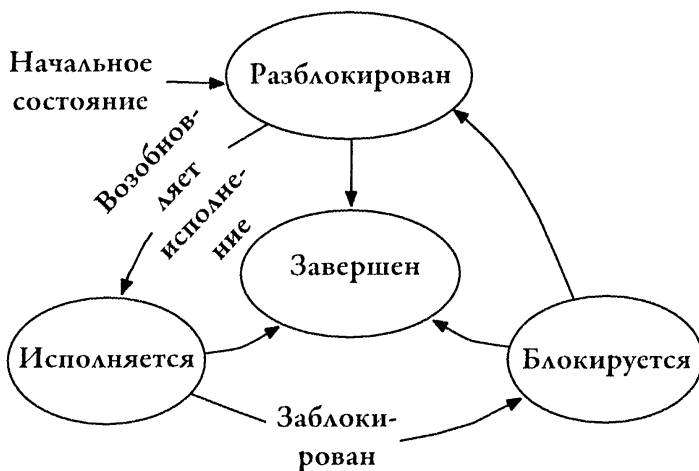 Начальное
состояние
Разблокирован
Возобнов-
ляет
исполне-
ние
Завершен
Исполняется
Блокируется
Заблоки-
рован